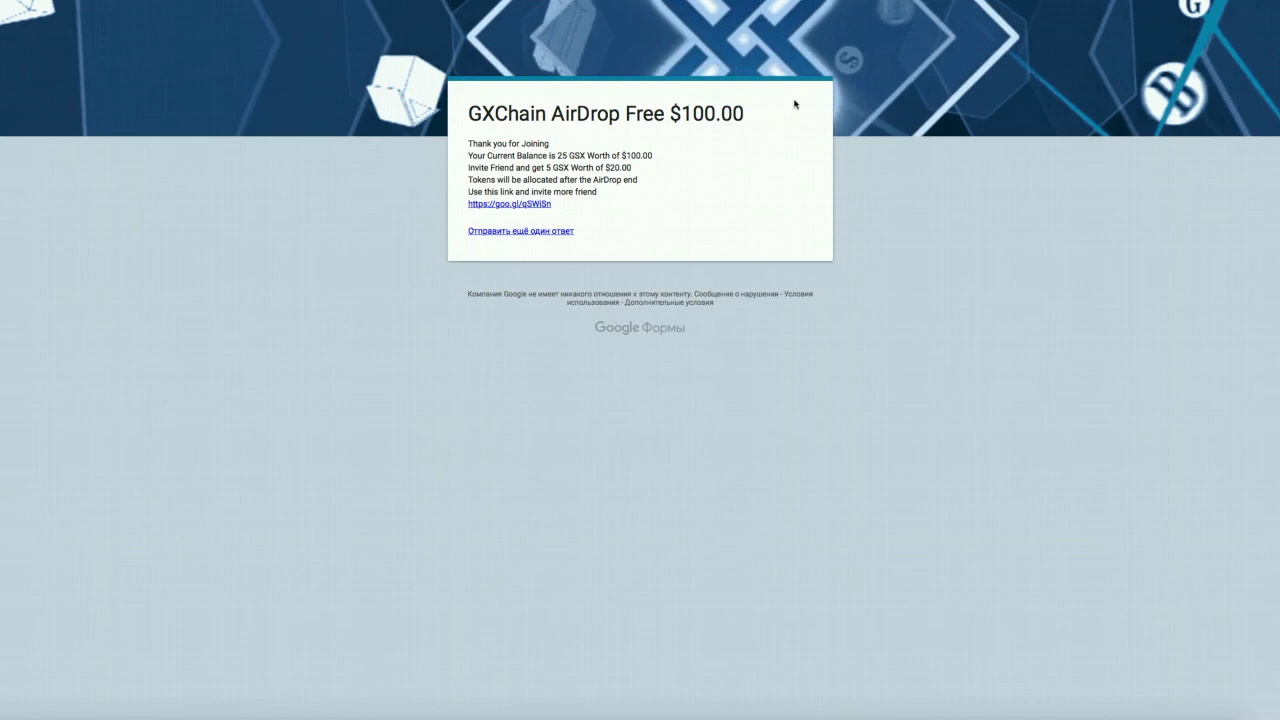 GXChain AirDrop Free $100.00
Thank you for Joining
Your Current Balance is 25 GSX Worth of $100.00
Invite Friend and get 5 GSX Worth of $20.00
Tokens will be allocated after the AirDrop end
Use this link and invite more friend
https://goo.gl/qSWiSn
Отправить ещё один ответ
Компания Google не имеет никакого отношения к этому контенту. Сообщение о нарушении - Условия
использования - Дополнительные условия
Google Формы